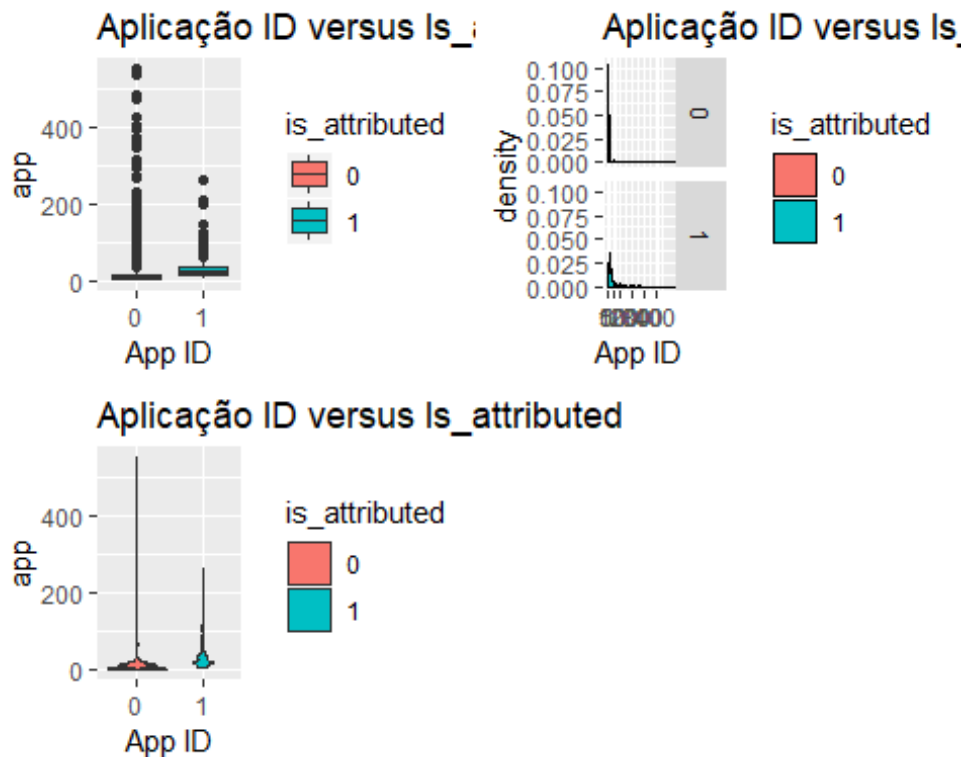 Aplicação ID versus Is_
app
400
200
0
0 1
App ID
is_attributed
0
1
Aplicação ID versus Is_
density
0.100
0.075
0.050
0.025
0.000
0.100
0.075
0.050
0.025
0.000
0
1
App ID
is_attributed
0
1
Aplicação ID versus Is_attributed
app
400
200
0
0 1
App ID
is_attributed
0
1